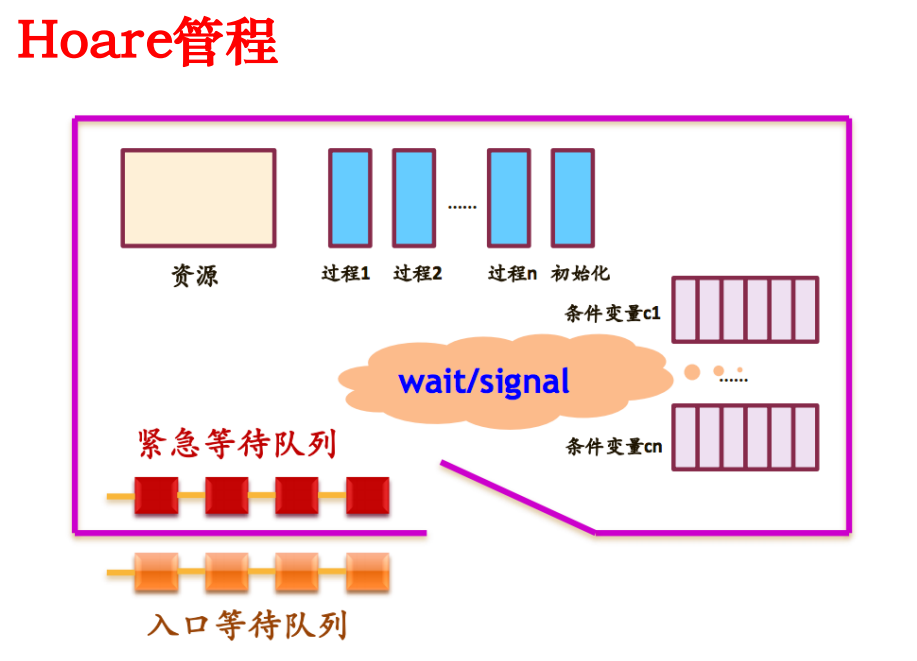 Hoare管程
资源
过程1
过程2
......
过程n
初始化
条件变量c1
wait/signal
......
条件变量cn
紧急等待队列
入口等待队列